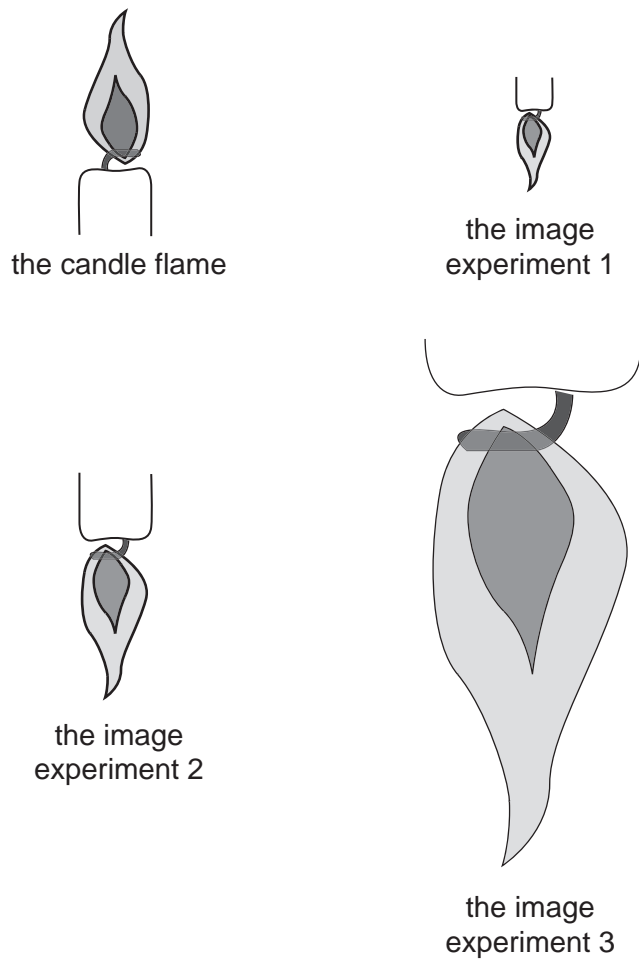 the candle flame
the image
experiment 1
the image
experiment 2
the image
experiment 3